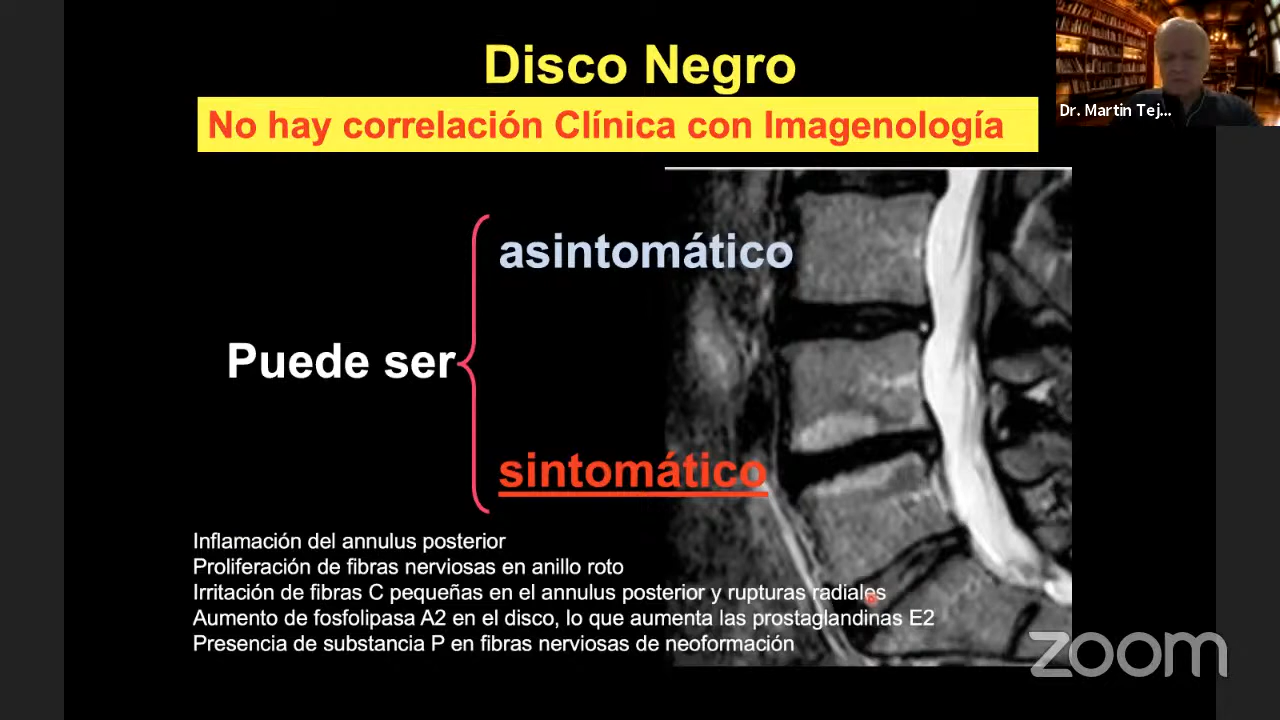 Disco Negro
No hay correlación Clínica con Imagenología
Dr. Martin Tej...
asintomático
Puede ser
sintomático
Inflamación del annulus posterior
Proliferación de fibras nerviosas en anillo roto
Irritación de fibras C pequeñas en el annulus posterior y rupturas radiales
Aumento de fosfolipasa A2 en el disco, lo que aumenta las prostaglandinas E2
Presencia de substancia P en fibras nerviosas de neoformación
zoom